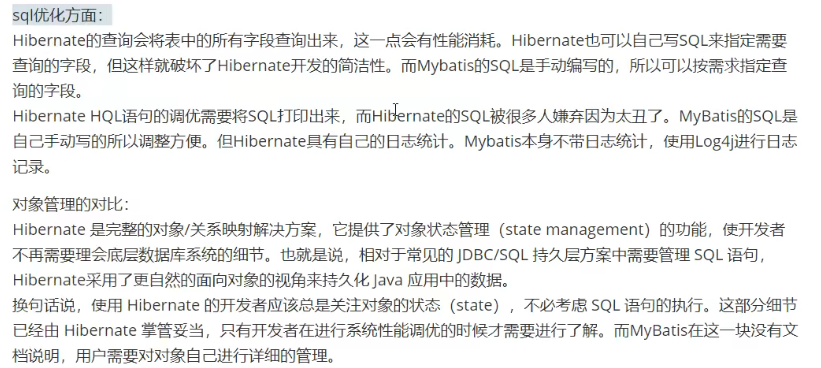 sql优化方面：
Hibernate的查询会将表中的所有字段查询出来，这一点会有性能消耗。Hibernate也可以自己写SQL来指定需要
查询的字段，但这样就破坏了Hibernate开发的简洁性。而Mybatis的SQL是手动编写的，所以可以按需求指定查
询的字段。
Hibernate HQL语句的调优需要将SQL打印出来，而Hibernate的SQL被很多人嫌弃因为太丑了。MyBatis的SQL是
自己手动写的所以调整方便。但Hibernate具有自己的日志统计。Mybatis本身不带日志统计，使用Log4j进行日志
记录。
对象管理的对比：
Hibernate 是完整的对象/关系映射解决方案，它提供了对象状态管理（state management）的功能，使开发者
不再需要理会底层数据库系统的细节。也就是说，相对于常见的 JDBC/SQL 持久层方案中需要管理 SQL 语句，
Hibernate采用了更自然的面向对象的视角来持久化 Java 应用中的数据。
换句话说，使用 Hibernate 的开发者应该总是关注对象的状态（state），不必考虑 SQL 语句的执行。这部分细节
已经由 Hibernate 掌管妥当，只有开发者在进行系统性能调优的时候才需要进行了解。而MyBatis在这一块没有文
档说明，用户需要对对象自己进行详细的管理。